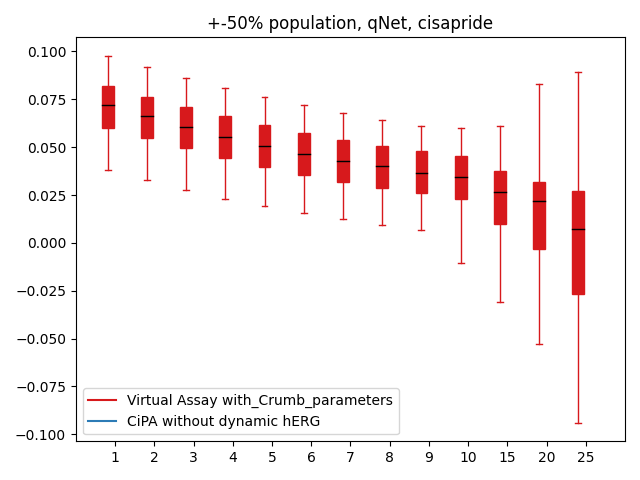 +-50% population, qNet, cisapride
0.100
0.075
0.050
0.025
0.000
−0.025
−0.050
−0.075
−0.100
Virtual Assay with_Crumb_parameters
CiPA without dynamic hERG
1 2 3 4 5 6 7 8 9 10 15 20 25